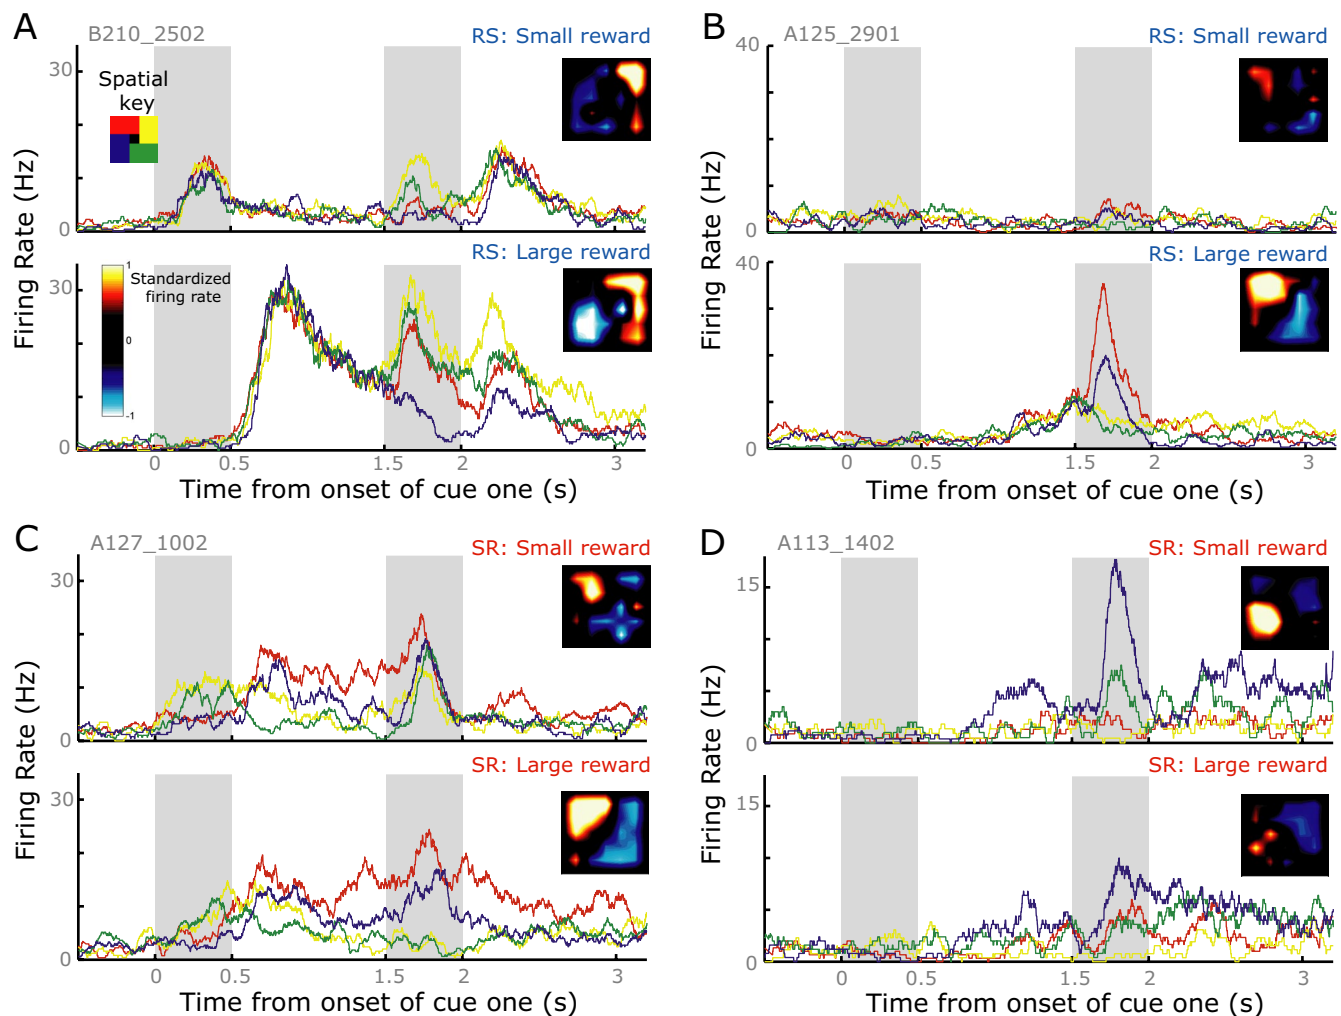 A
B210_2502
RS: Small reward
30
Spatial
key
0
Firing Rate (Hz)
RS: Large reward
30
1
Standardized
firing rate
0
-1
0
0 0.5 1.5 2 3
Time from onset of cue one (s)
B
A125_2901
RS: Small reward
40
20
0
Firing Rate (Hz)
RS: Large reward
40
20
0
0 0.5 1.5 2 3
Time from onset of cue one (s)
C
A127_1002
SR: Small reward
30
0
Firing Rate (Hz)
SR: Large reward
30
0
0 0.5 1.5 2 3
Time from onset of cue one (s)
D
A113_1402
SR: Small reward
15
0
Firing Rate (Hz)
SR: Large reward
15
0
0 0.5 1.5 2 3
Time from onset of cue one (s)